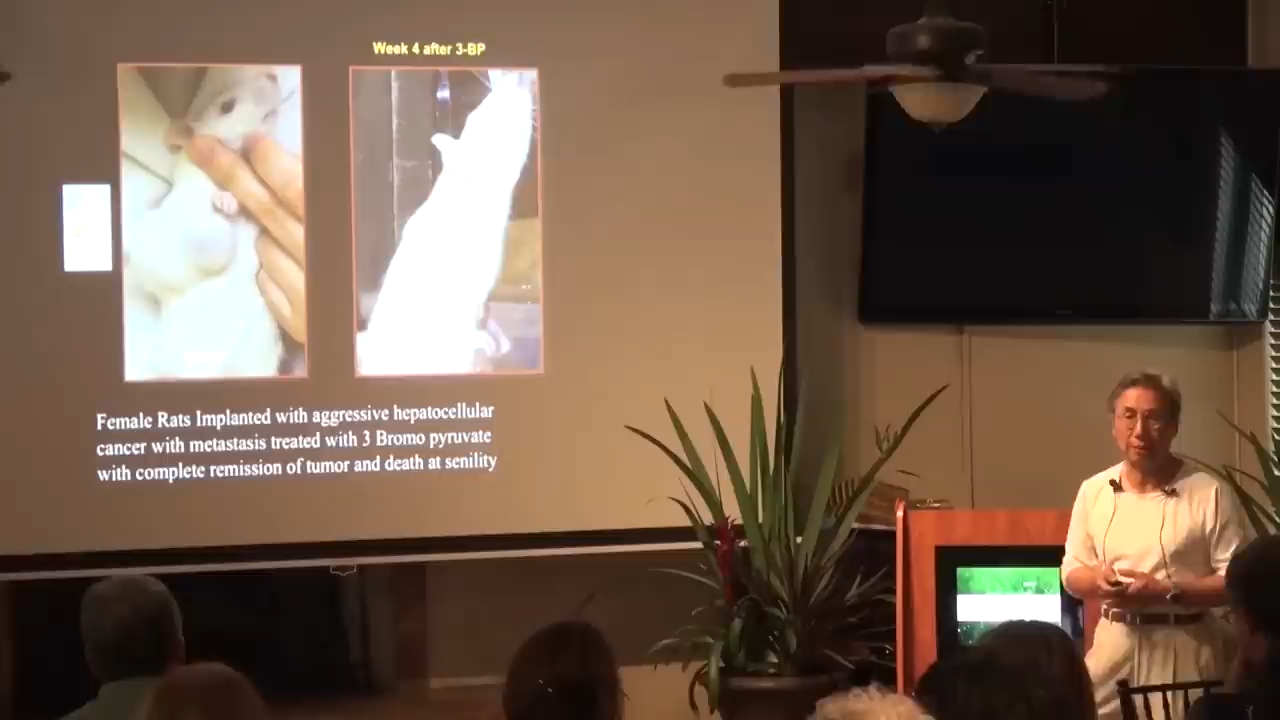 Week 4 after 3-BP
Female Rats Implanted with aggressive hepatocellular
cancer with metastasis treated with 3 Bromo pyruvate
with complete remission of tumor and death at senility